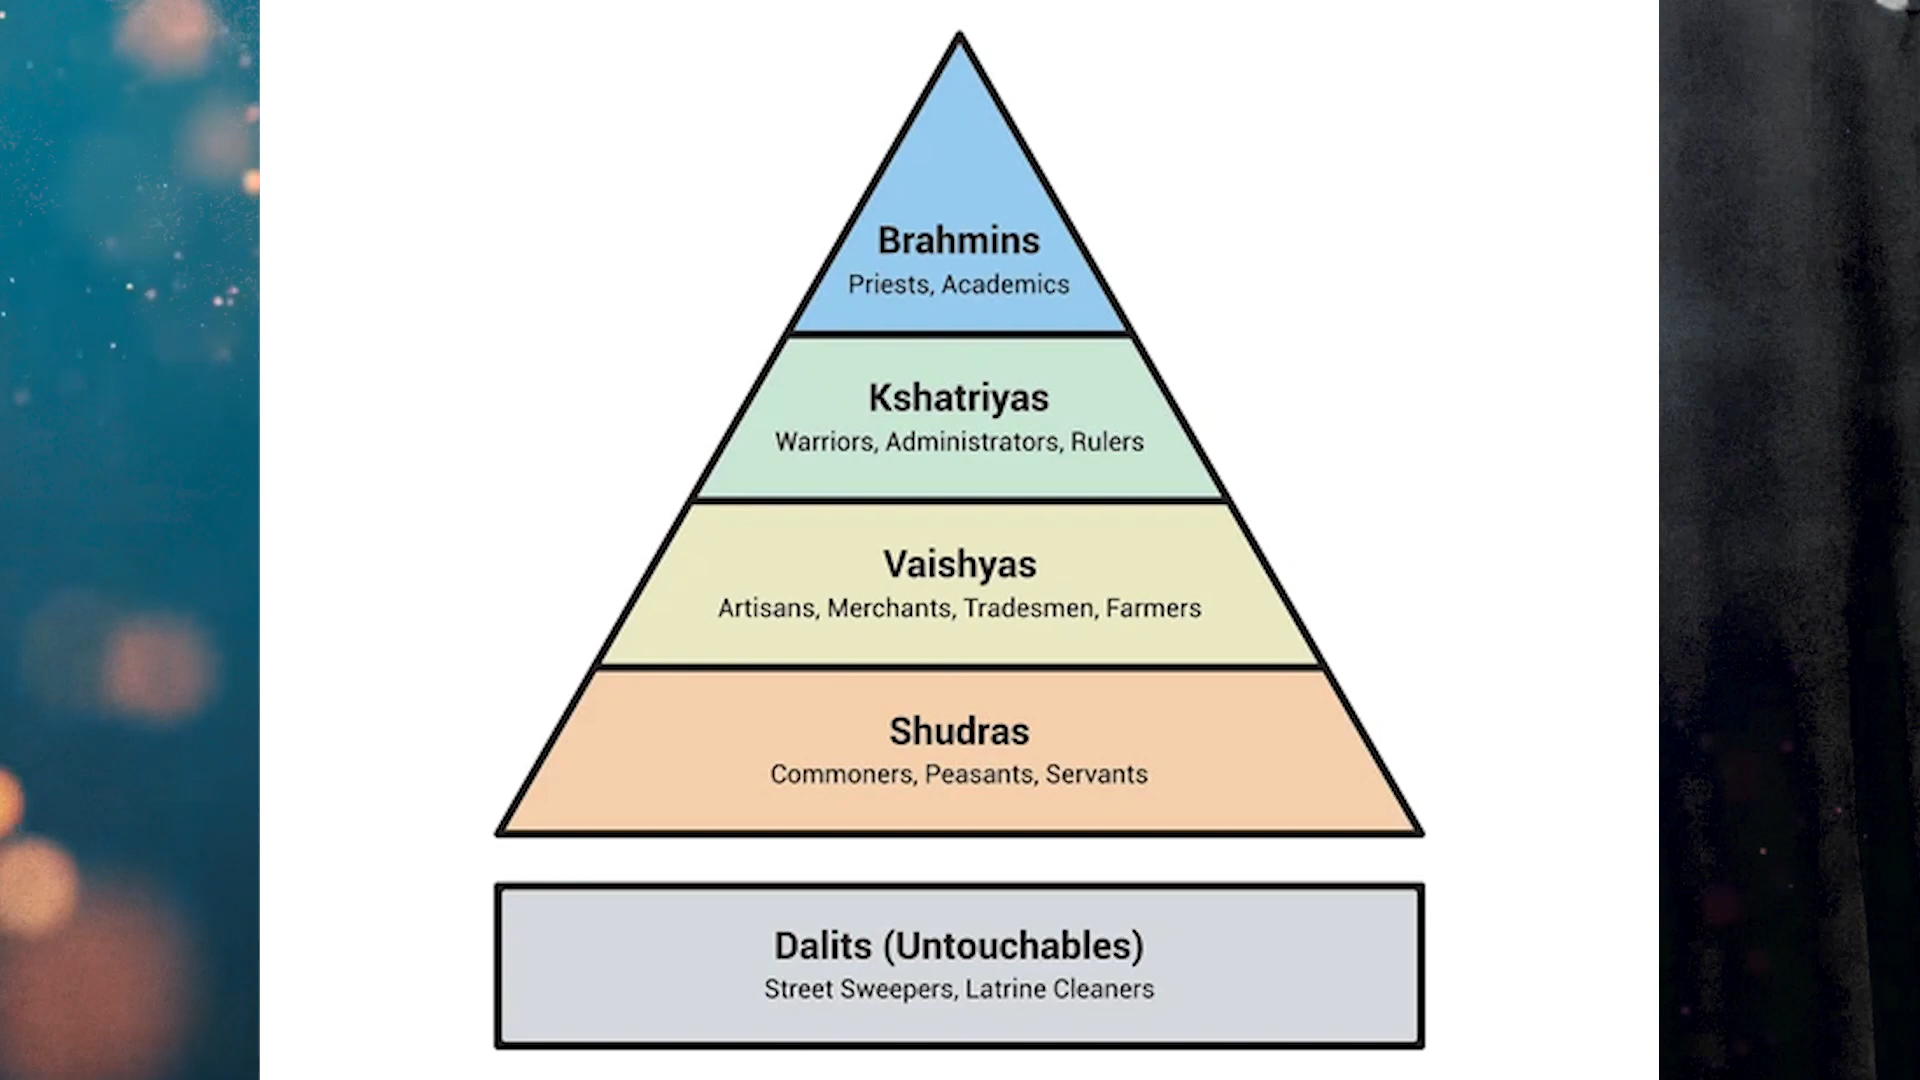 Brahmins
Priests, Academics
Kshatriyas
Warriors, Administrators, Rulers
Vaishyas
Artisans, Merchants, Tradesmen, Farmers
Shudras
Commoners, Peasants, Servants
Dalits (Untouchables)
Street Sweepers, Latrine Cleaners